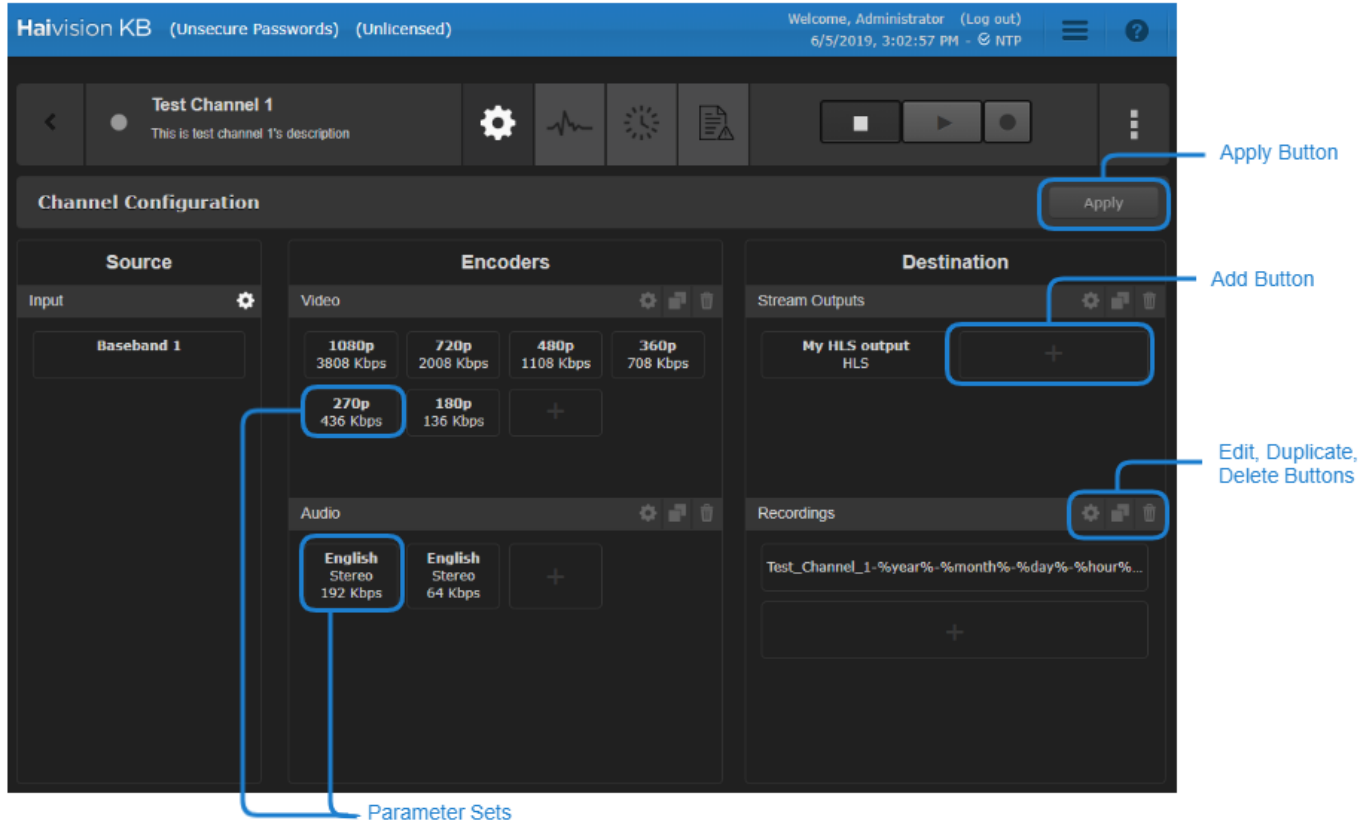 Haivision KB (Unsecure Passwords) (Unlicensed)
Welcome, Administrator (Log out)
6/5/2019, 3:02:57 PM - NTP
Test Channel 1
This is test channel 1's description
Apply Button
Channel Configuration
Apply
Source
Encoders
Destination
Add Button
Input
Video
Stream Outputs
Baseband 1
1080p
3808 Kbps
720p
2008 Kbps
480p
1108 Kbps
360p
708 Kbps
My HLS output
HLS
+
270p
436 Kbps
180p
136 Kbps
+
Edit, Duplicate,
Delete Buttons
Audio
Recordings
English
Stereo
192 Kbps
English
Stereo
64 Kbps
+
Test_Channel_1-%year%-%month%-%day%-%hour%...
+
Parameter Sets